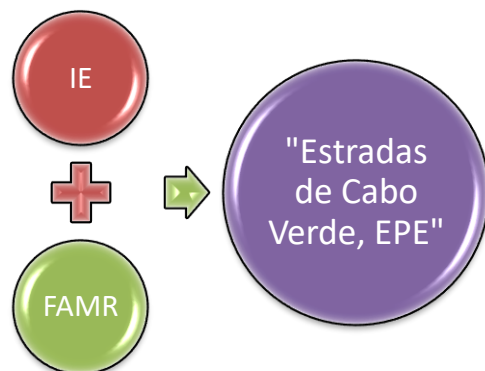 IE
FAMR
"Estradas
de Cabo
Verde, EPE"